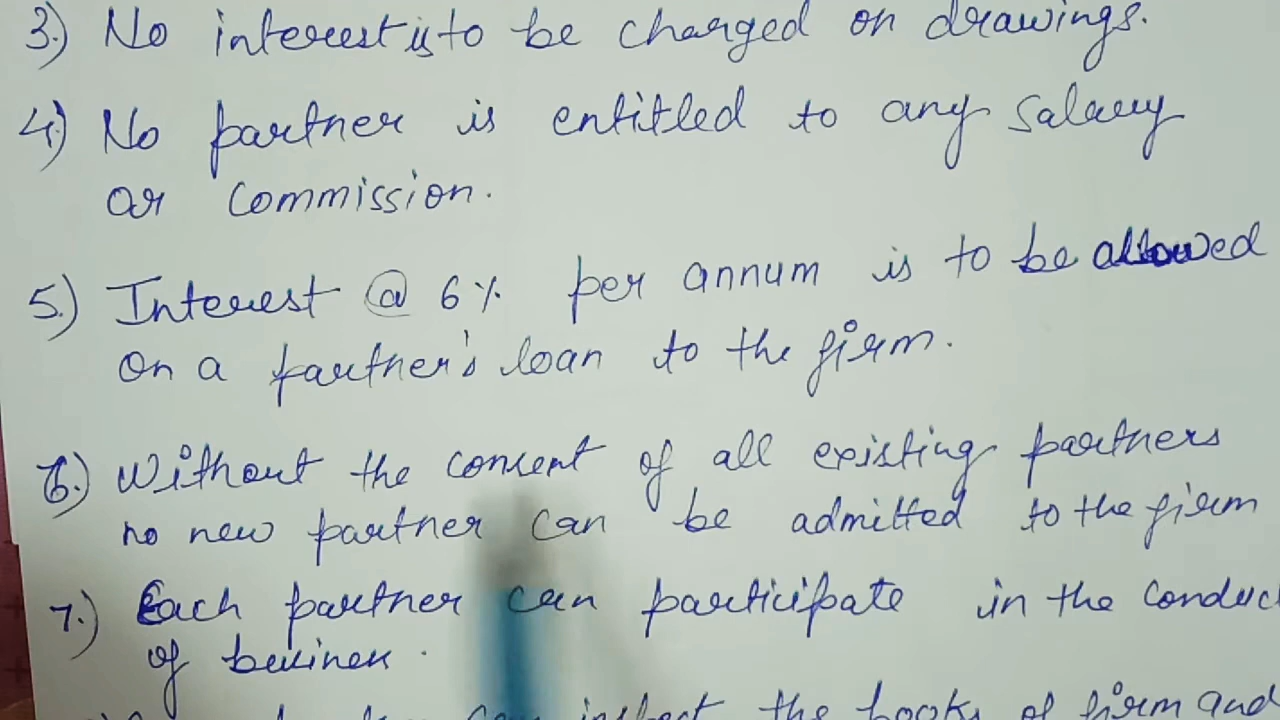 3.) No interest is to be charged on drawings.
4.) No partner is entitled to any salary
or commission.
5.) Interest @ 6% per annum is to be allowed
on a partner's loan to the firm.
6.) Without the consent of all existing partners
no new partner can be admitted to the firm
7.) Each partner can participate in the conduc
of business.
can inspect the books of firm and